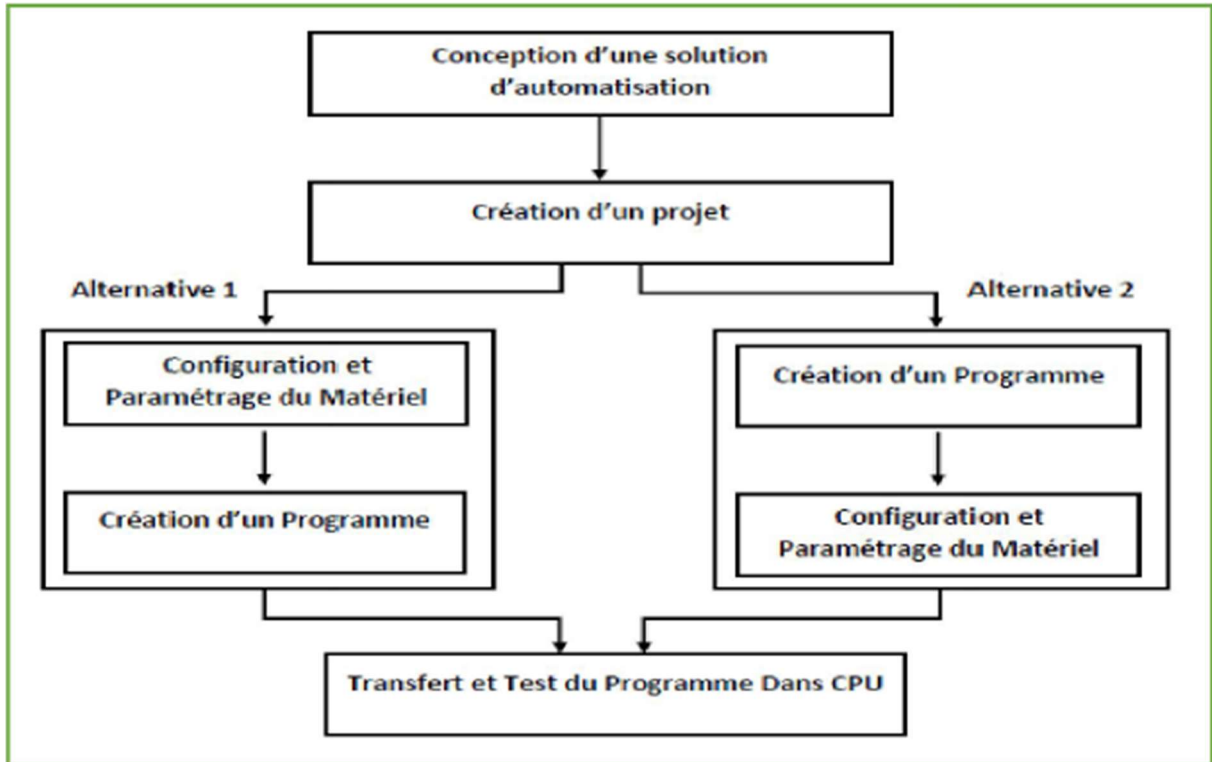 Conception d’une solution
d’automatisation
Création d’un projet
Alternative 1
Alternative 2
Configuration et
Paramétrage du Matériel
Création d’un Programme
Création d’un Programme
Configuration et
Paramétrage du Matériel
Transfert et Test du Programme Dans CPU